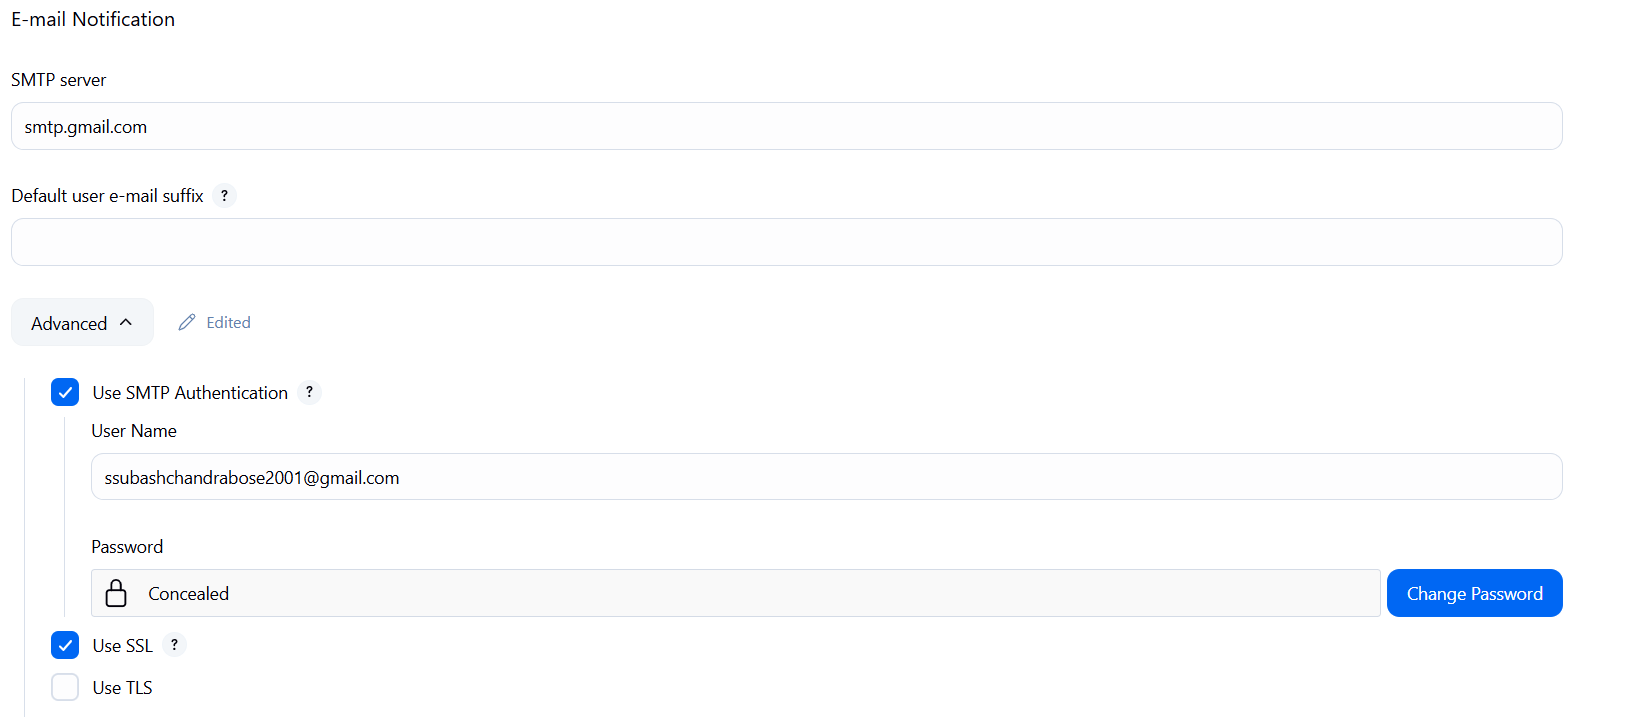 E-mail Notification
SMTP server
smtp.gmail.com
Default user e-mail suffix ?
Advanced Edited
Use SMTP Authentication ?
User Name
ssubashchandrabose2001@gmail.com
Password
Concealed Change Password
Use SSL ?
Use TLS